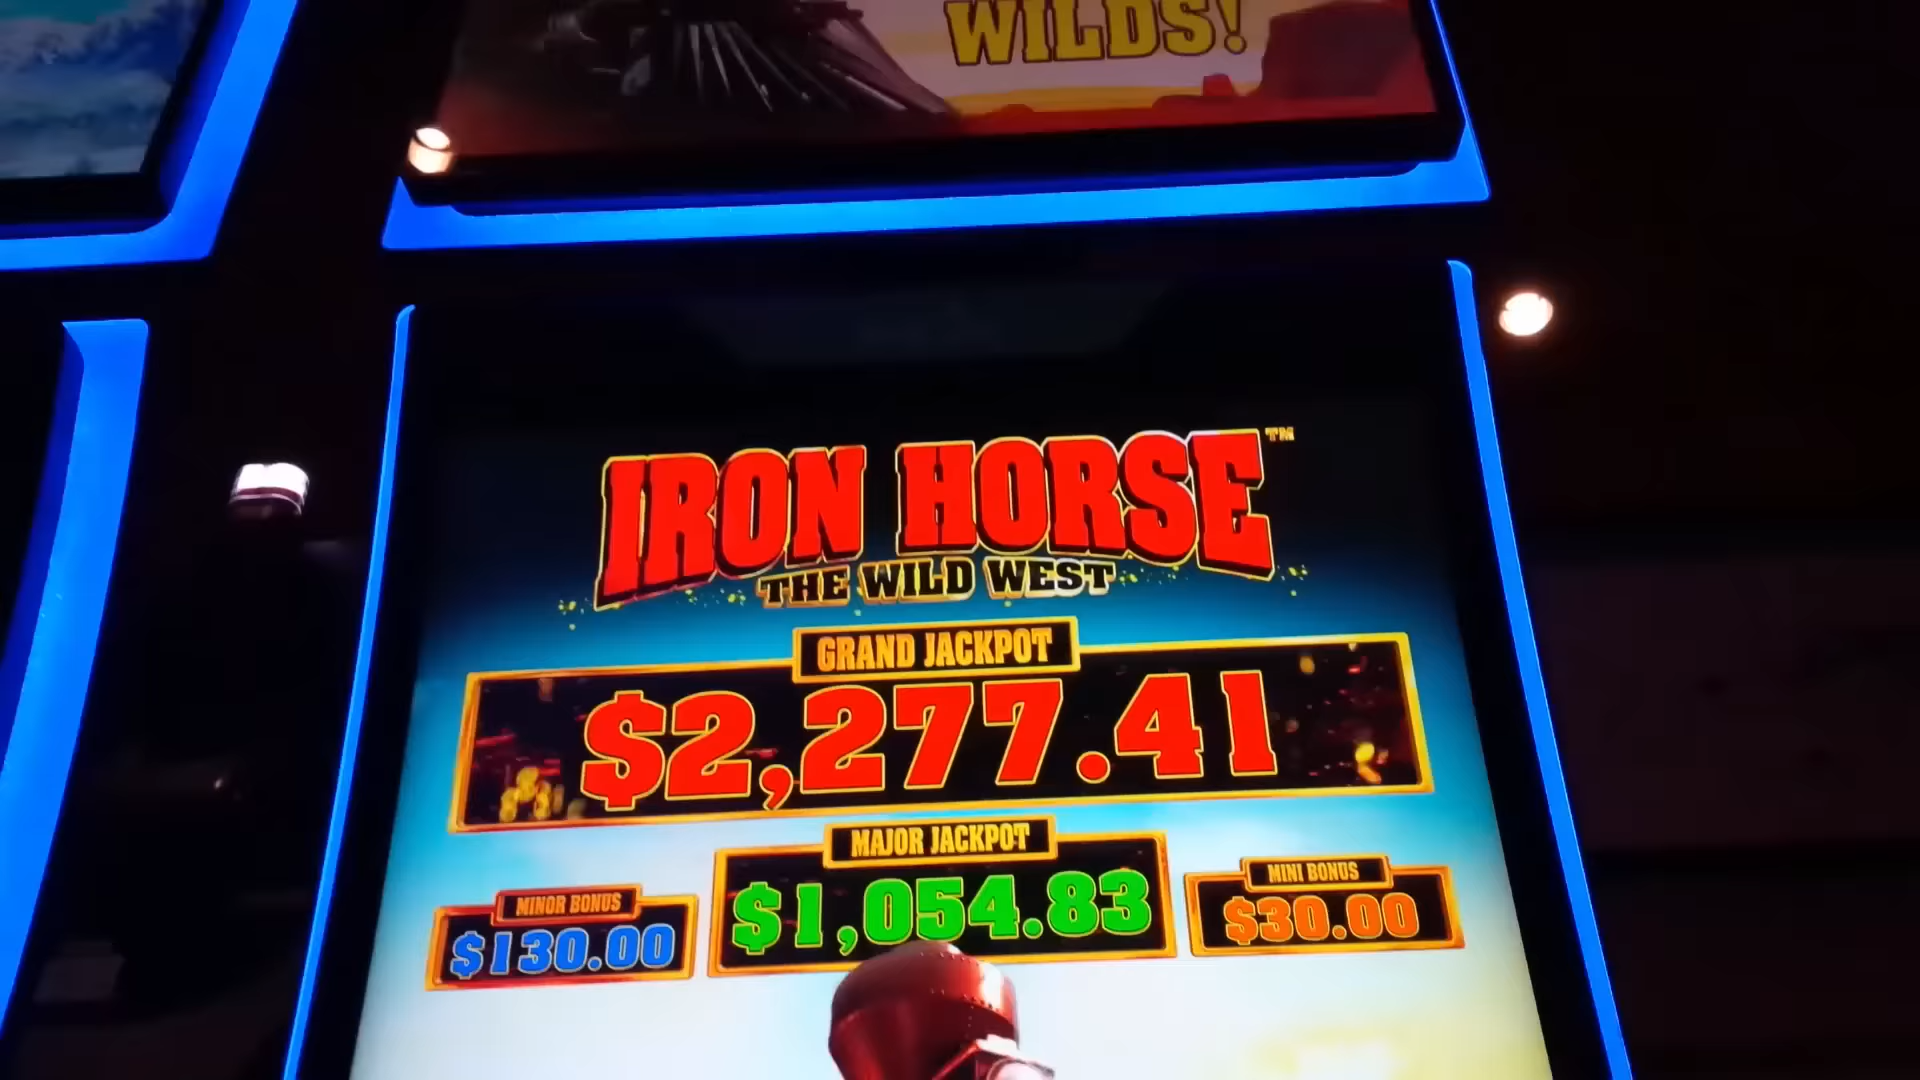 WILDS!
IRON HORSE™
THE WILD WEST
GRAND JACKPOT
$2,277.41
MAJOR JACKPOT
$1,054.83
MINOR BONUS
$130.00
MINI BONUS
$30.00